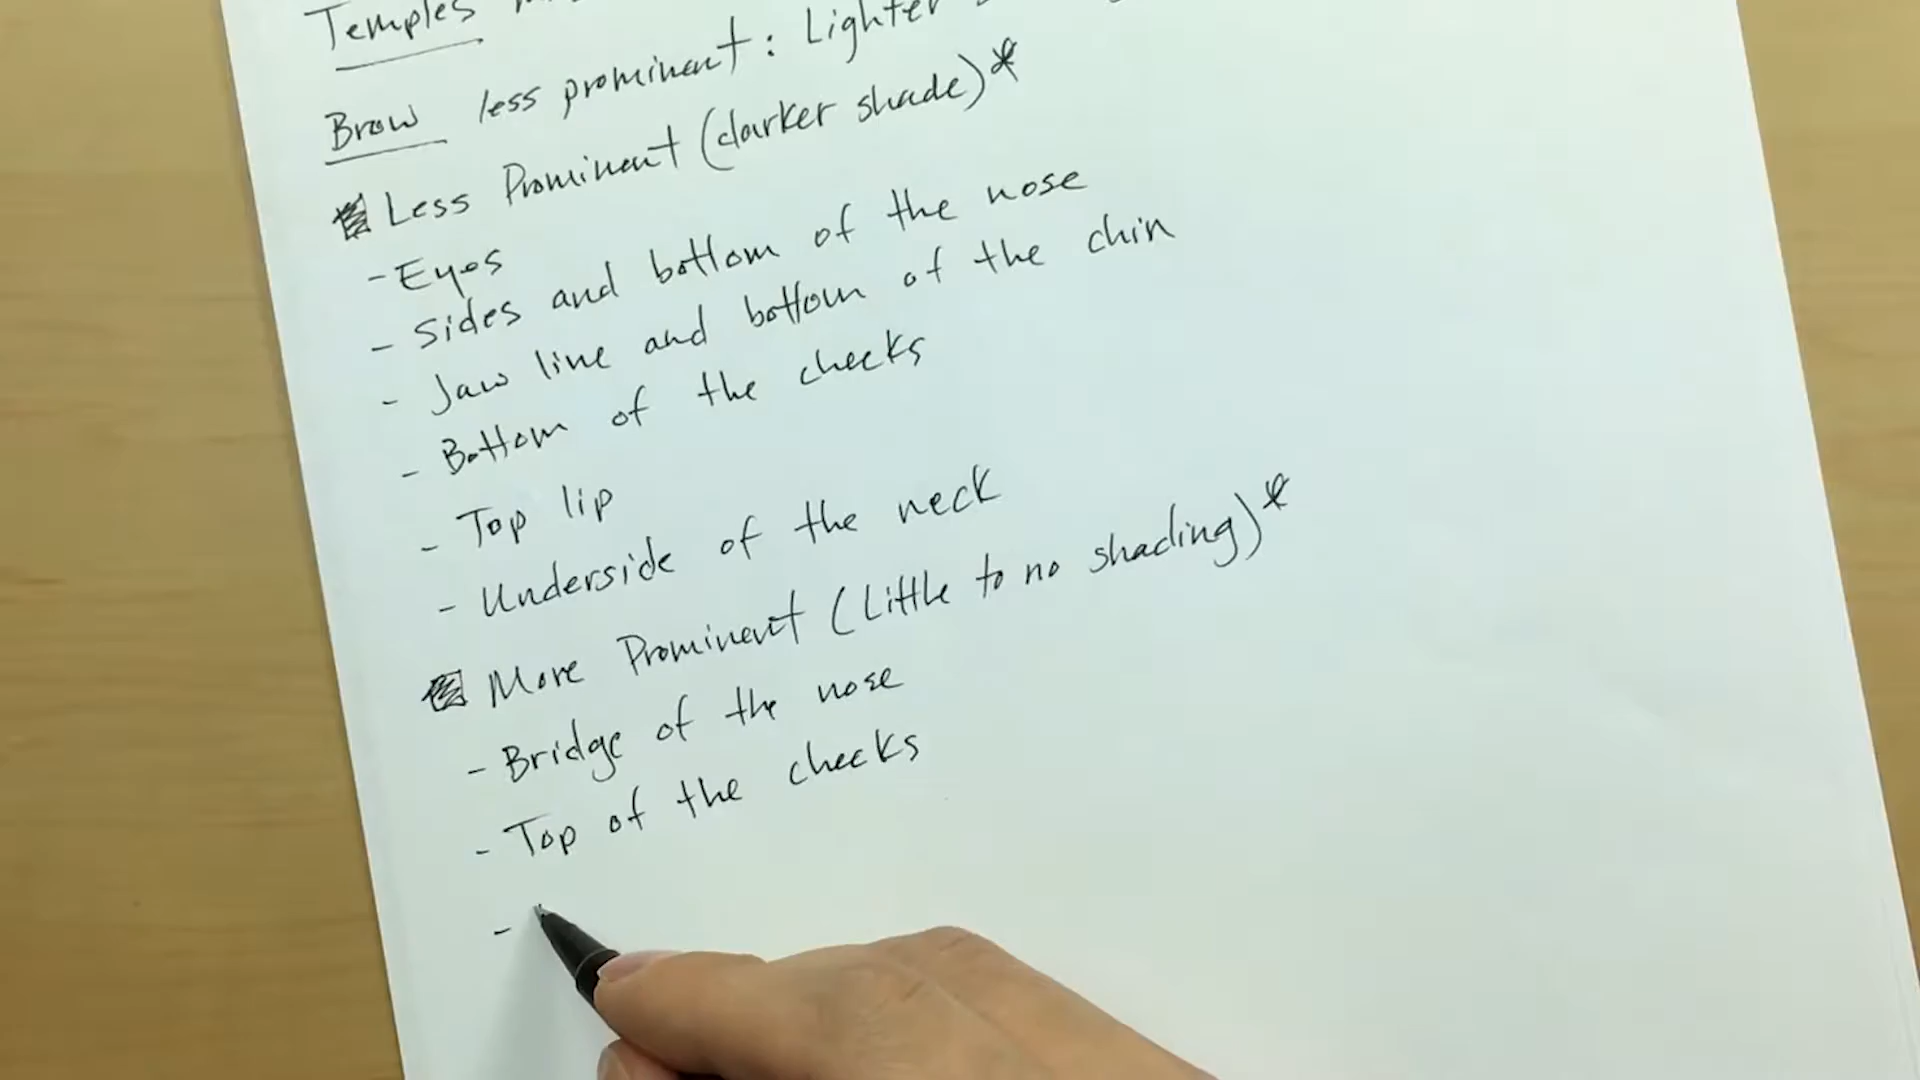 Temples
Brow less prominent: Lighter
Less Prominent (darker shade)*
- Eyes
- Sides and bottom of the nose
- Jaw line and bottom of the chin
- Bottom of the cheeks
- Top lip
- Underside of the neck
More Prominent (Little to no shading)*
- Bridge of the nose
- Top of the cheeks
-